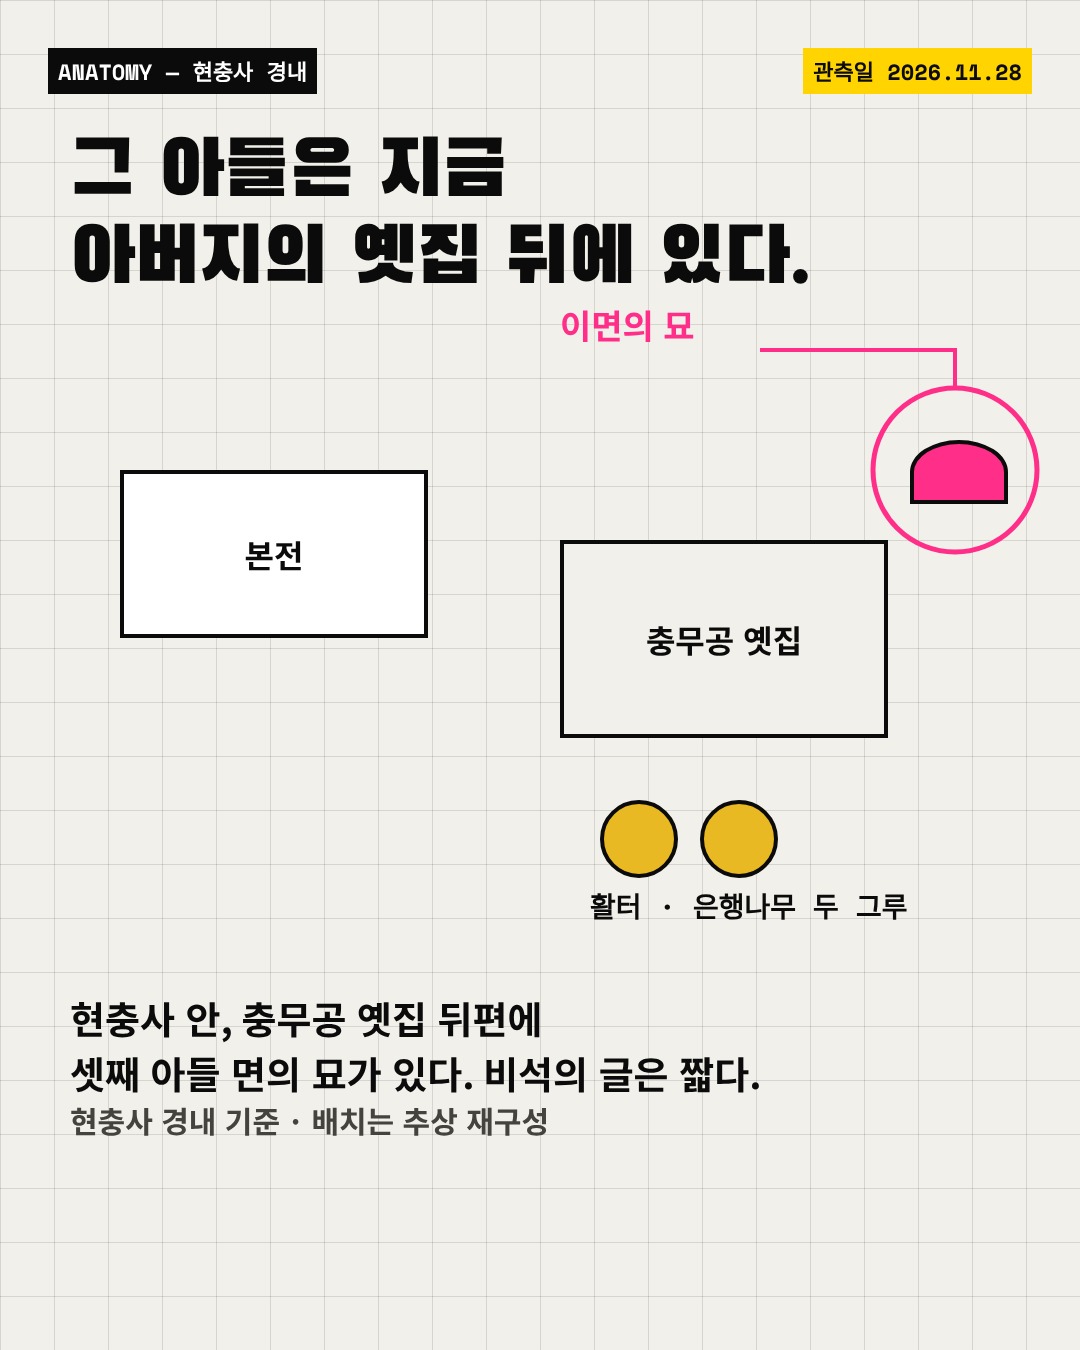 ANATOMY — 현충사 경내
관측일 2026.11.28
그 아들은 지금
아버지의 옛집 뒤에 있다.
이면의 묘
본전
충무공 옛집
활터 · 은행나무 두 그루
현충사 안, 충무공 옛집 뒤편에
셋째 아들 면의 묘가 있다. 비석의 글은 짧다.
현충사 경내 기준 · 배치는 추상 재구성